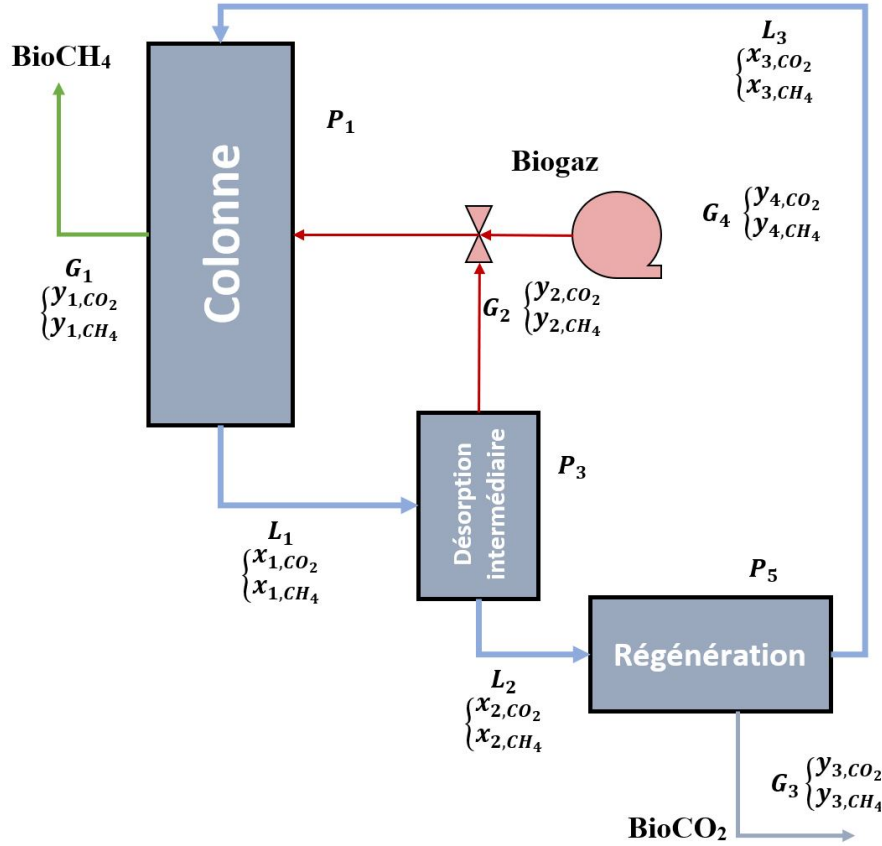 BioCH₄
L₃
{x₃,CO₂
x₃,CH₄
P₁
Colonne
Biogaz
G₄ {y₄,CO₂
y₄,CH₄
G₁
{y₁,CO₂
y₁,CH₄
G₂ {y₂,CO₂
y₂,CH₄
Désorption
intermédiaire
P₃
L₁
{x₁,CO₂
x₁,CH₄
P₅
Régénération
L₂
{x₂,CO₂
x₂,CH₄
G₃ {y₃,CO₂
y₃,CH₄
BioCO₂